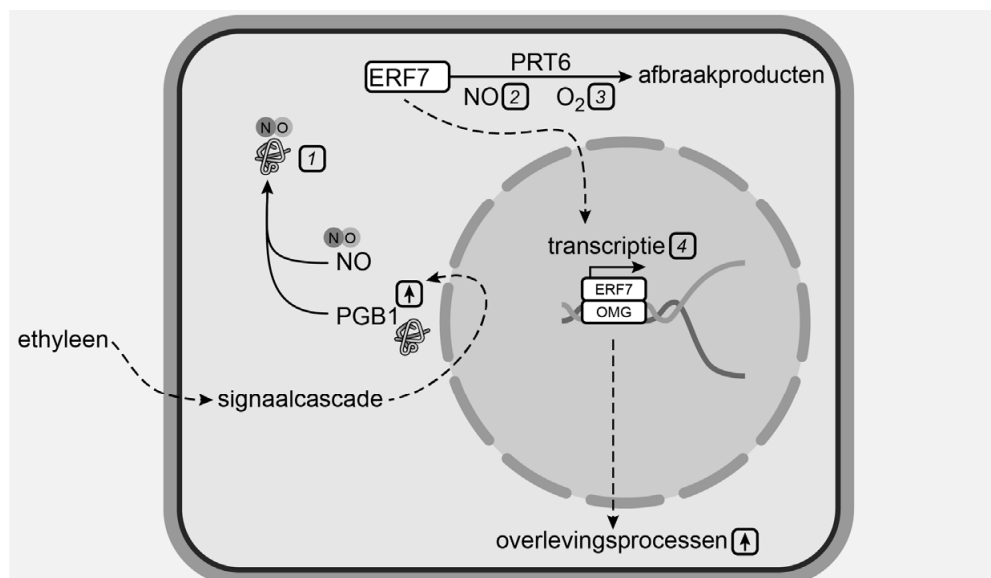 ERF7
PRT6
NO 2 O2 3
afbraakproducten
N O
1
N O
NO
transcriptie 4
ERF7
OMG
PGB1
ethyleen
signaalcascade
overlevingsprocessen